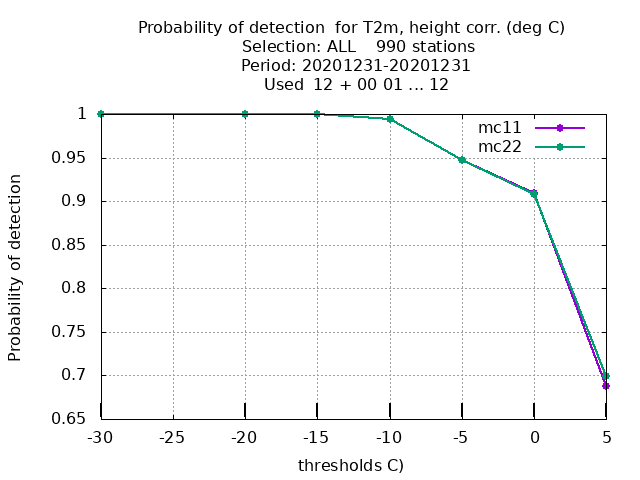 Probability of detection  for T2m, height corr. (deg C)
Selection: ALL    990 stations
Period: 20201231-20201231
Used  12 + 00 01 ... 12
mc11
mc22
1
0.95
0.9
0.85
0.8
0.75
0.7
0.65
Probability of detection
-30 -25 -20 -15 -10 -5 0 5
thresholds C)